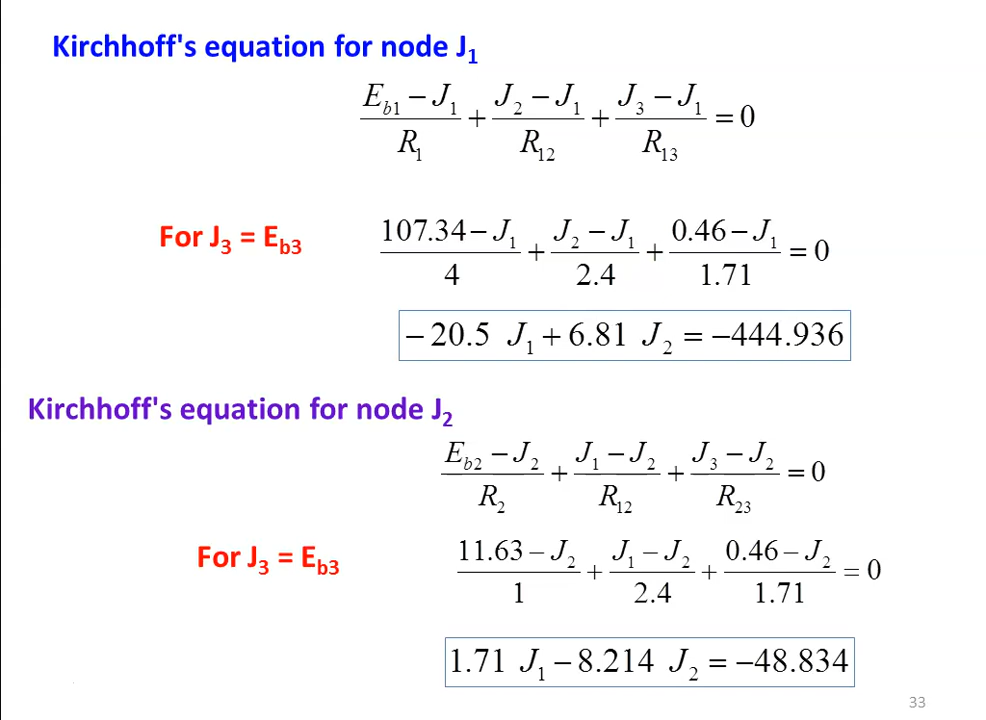 Kirchhoff's equation for node J₁
(E_b1 − J₁)/R₁ + (J₂ − J₁)/R₁₂ + (J₃ − J₁)/R₁₃ = 0
For J₃ = E_b3 (107.34 − J₁)/4 + (J₂ − J₁)/2.4 + (0.46 − J₁)/1.71 = 0
−20.5 J₁ + 6.81 J₂ = −444.936
Kirchhoff's equation for node J₂
(E_b2 − J₂)/R₂ + (J₁ − J₂)/R₁₂ + (J₃ − J₂)/R₂₃ = 0
For J₃ = E_b3 (11.63 − J₂)/1 + (J₁ − J₂)/2.4 + (0.46 − J₂)/1.71 = 0
1.71 J₁ − 8.214 J₂ = −48.834
33